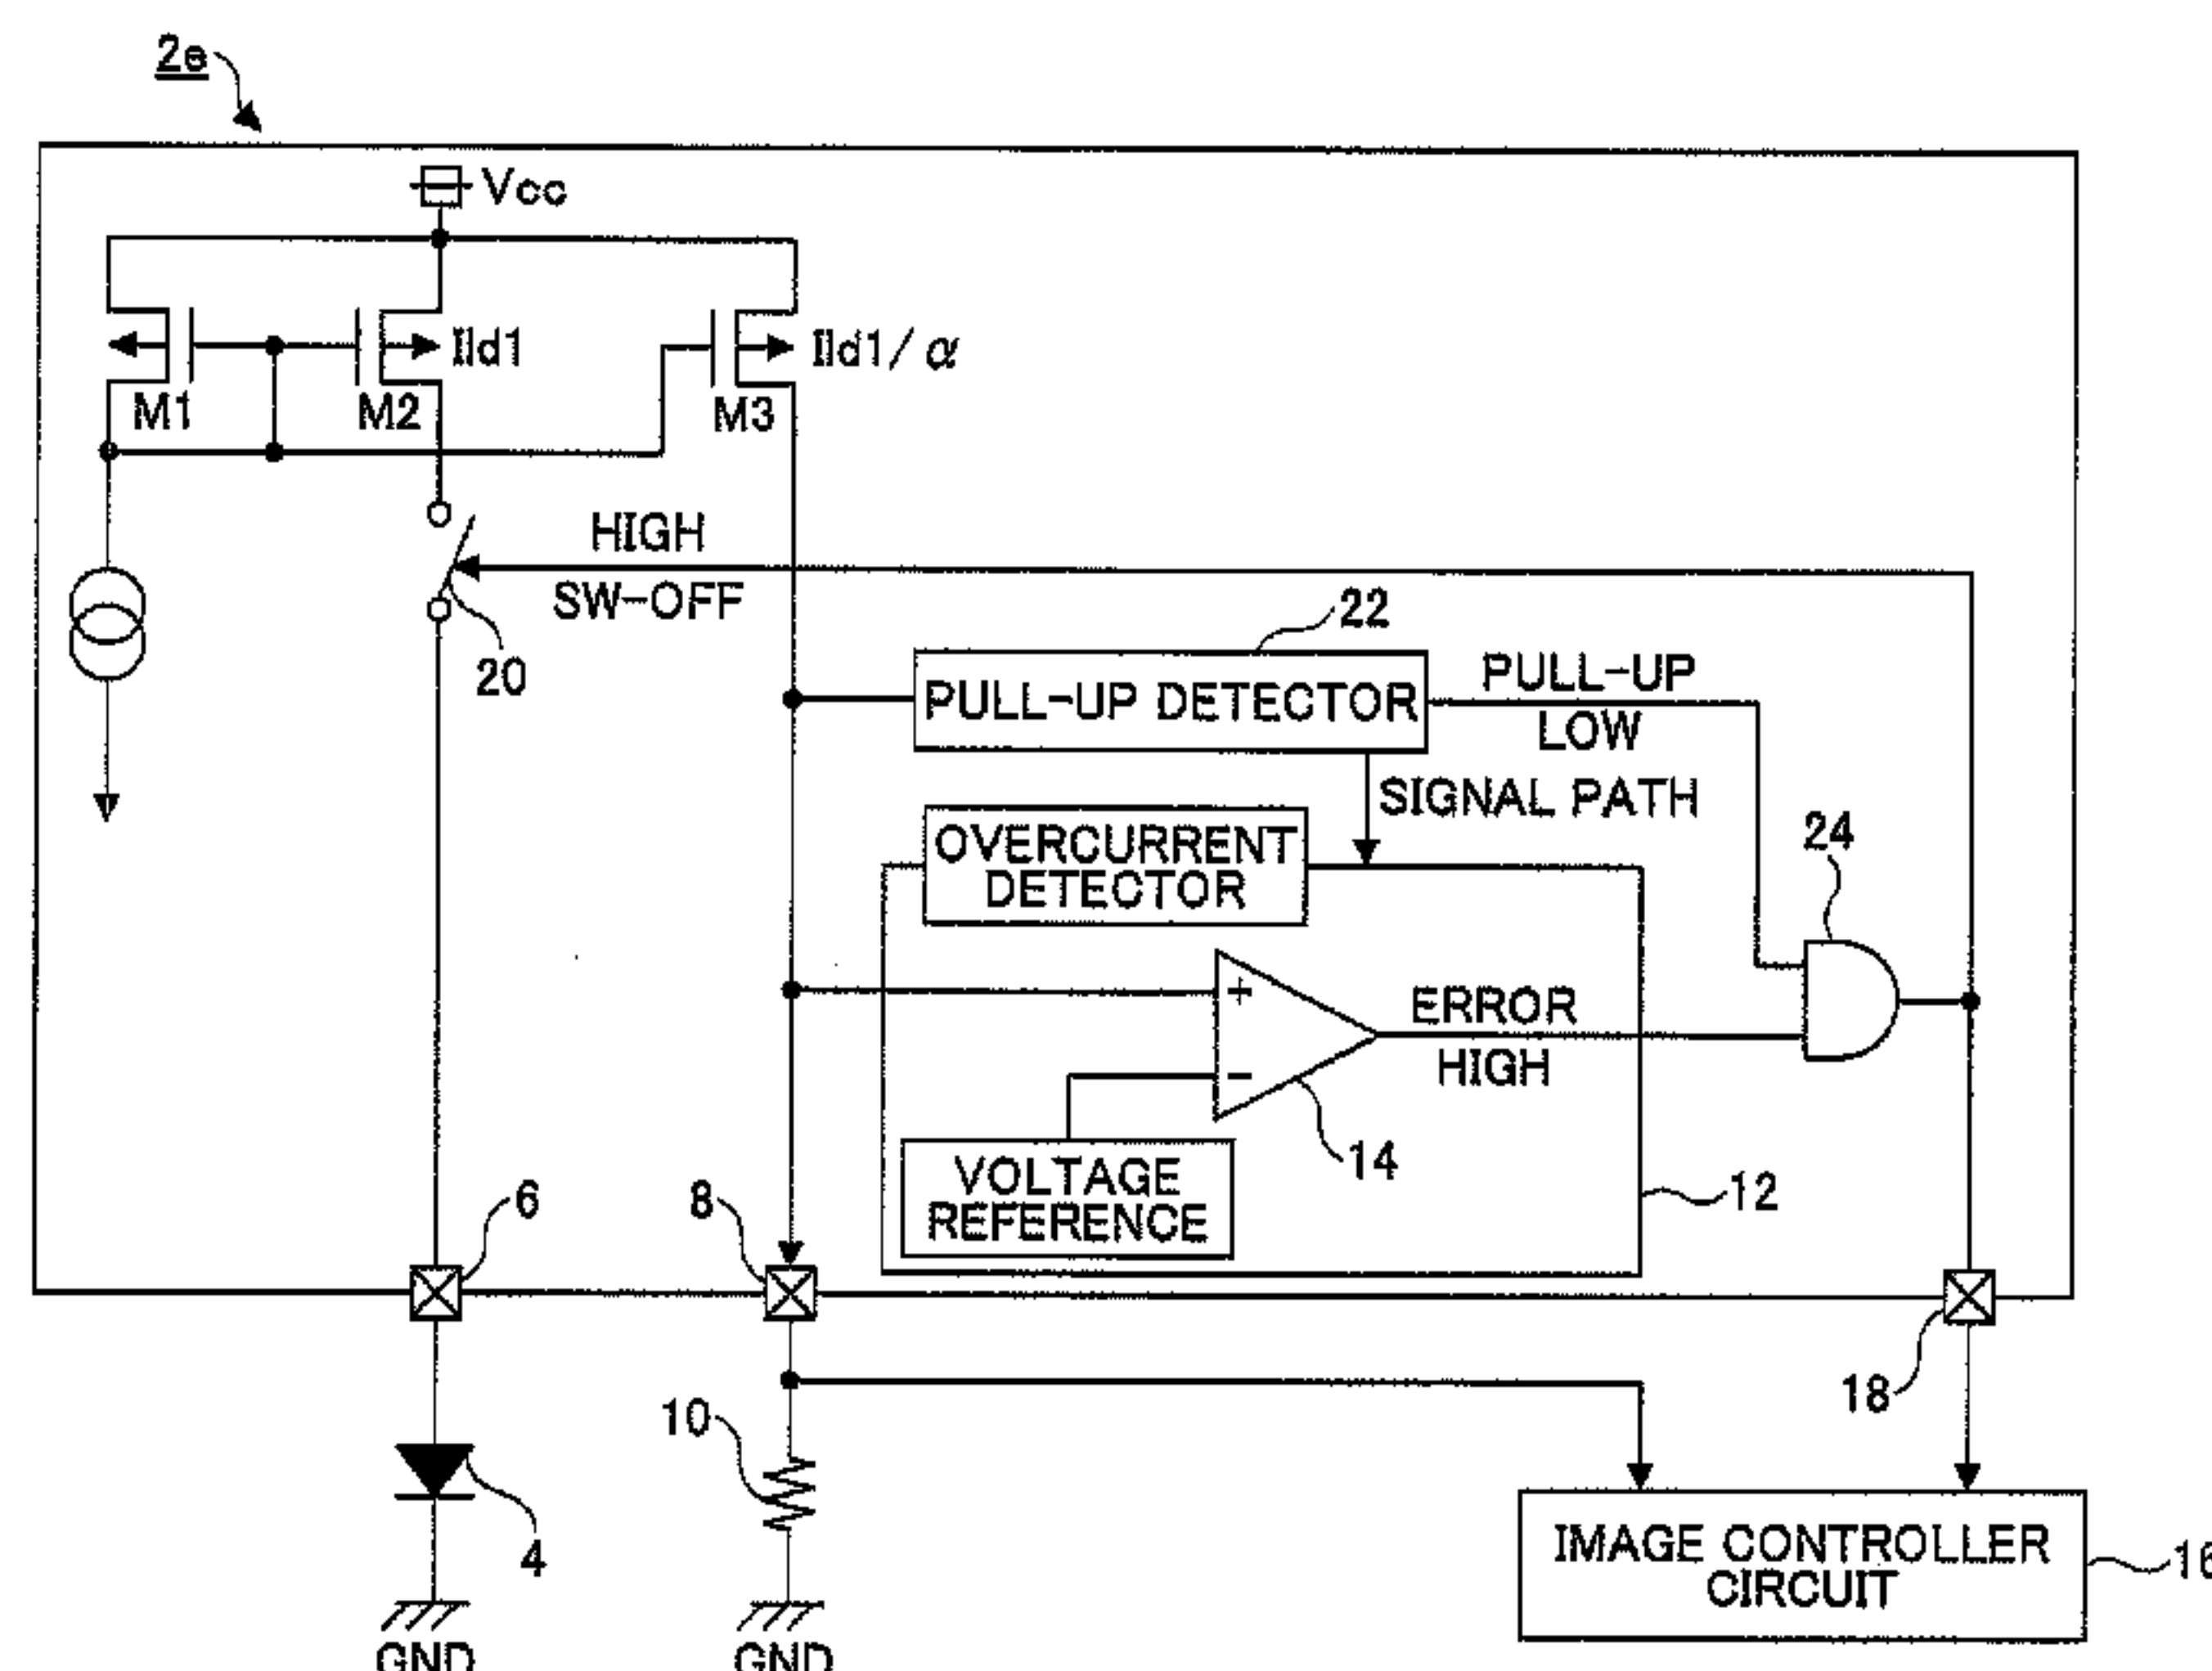 2e
Vcc
Ild1
Ild1/α
M1
M2
M3
HIGH
SW-OFF
20
22
PULL-UP DETECTOR
PULL-UP
LOW
SIGNAL PATH
OVERCURRENT
DETECTOR
24
+
ERROR
HIGH
-
14
VOLTAGE
REFERENCE
12
6
8
18
10
4
IMAGE CONTROLLER
CIRCUIT
16
GND
GND